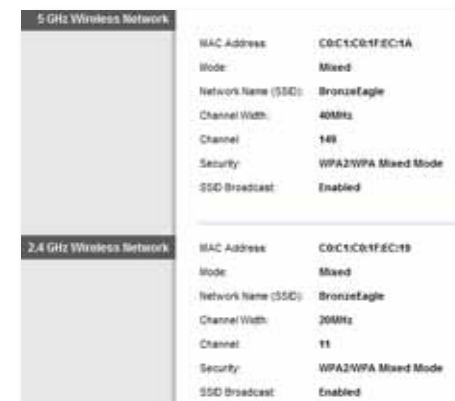 5 GHz Wireless Network
MAC Address: C0:C1:C0:1F:EC:1A
Mode: Mixed
Network Name (SSID): BronzeEagle
Channel Width: 40MHz
Channel: 149
Security: WPA2/WPA Mixed Mode
SSID Broadcast: Enabled
2.4 GHz Wireless Network
MAC Address: C0:C1:C0:1F:EC:19
Mode: Mixed
Network Name (SSID): BronzeEagle
Channel Width: 20MHz
Channel: 11
Security: WPA2/WPA Mixed Mode
SSID Broadcast: Enabled